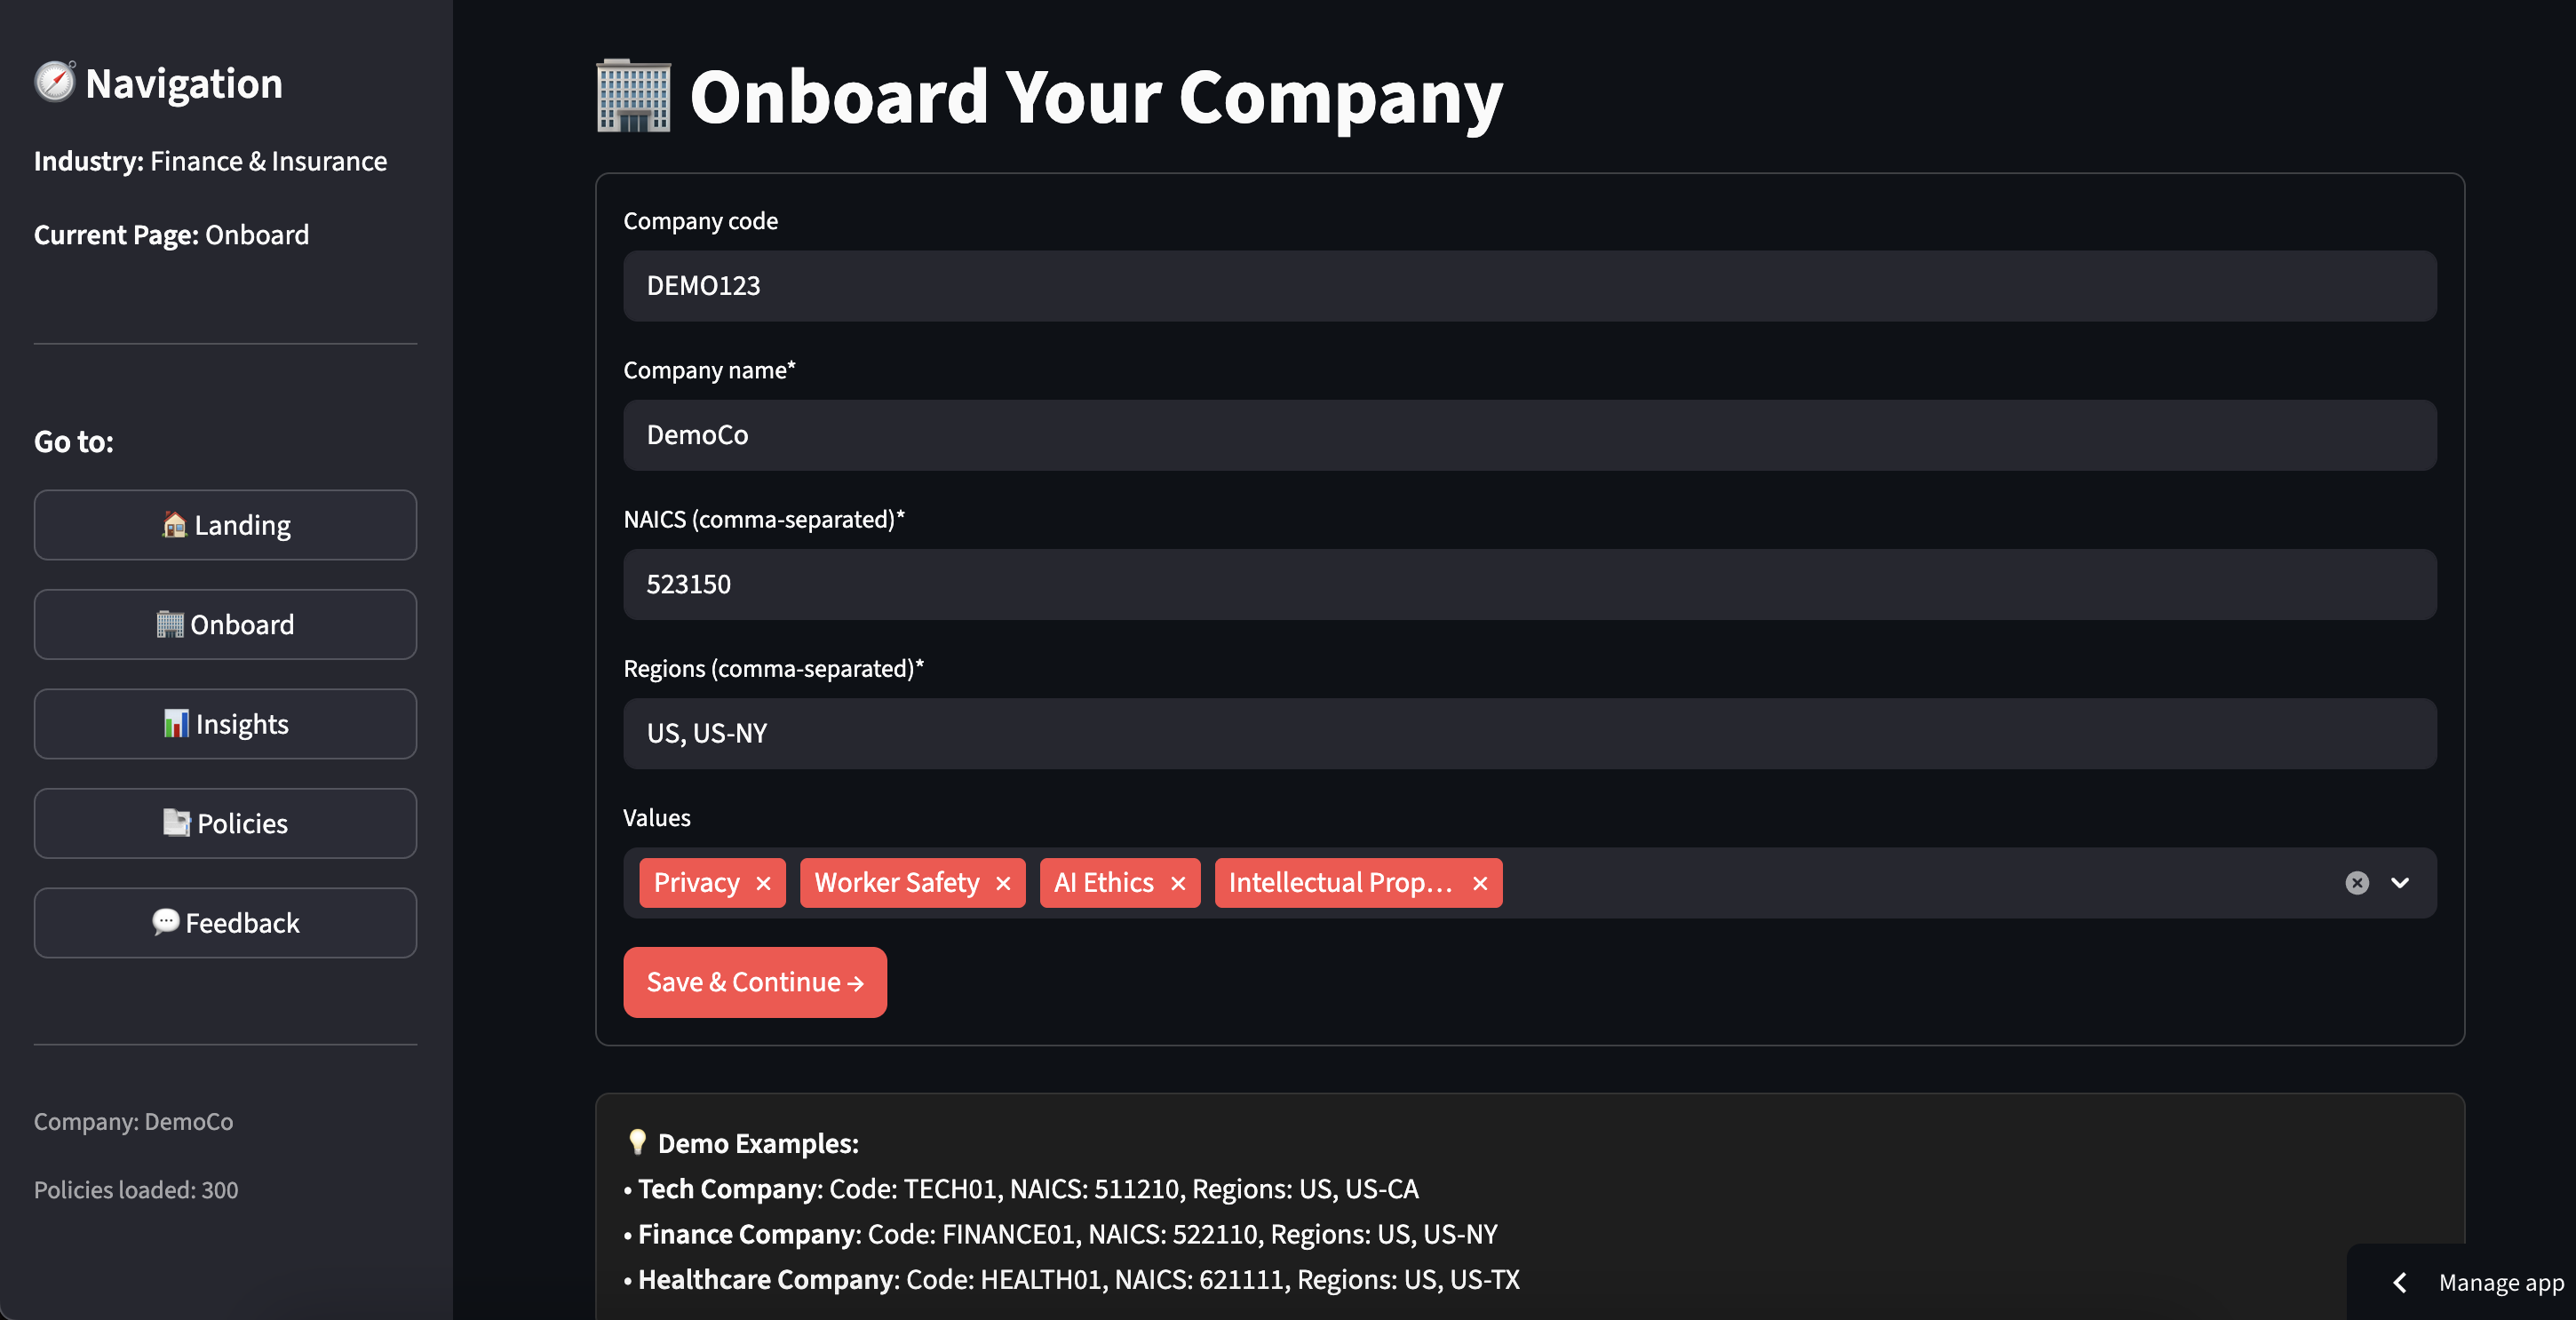 Navigation
Industry: Finance & Insurance
Current Page: Onboard
Go to:
Landing
Onboard
Insights
Policies
Feedback
Company: DemoCo
Policies loaded: 300
Onboard Your Company
Company code
DEMO123
Company name*
DemoCo
NAICS (comma-separated)*
523150
Regions (comma-separated)*
US, US-NY
Values
Privacy × Worker Safety × AI Ethics × Intellectual Prop… ×
Save & Continue →
Demo Examples:
• Tech Company: Code: TECH01, NAICS: 511210, Regions: US, US-CA
• Finance Company: Code: FINANCE01, NAICS: 522110, Regions: US, US-NY
• Healthcare Company: Code: HEALTH01, NAICS: 621111, Regions: US, US-TX
Manage app